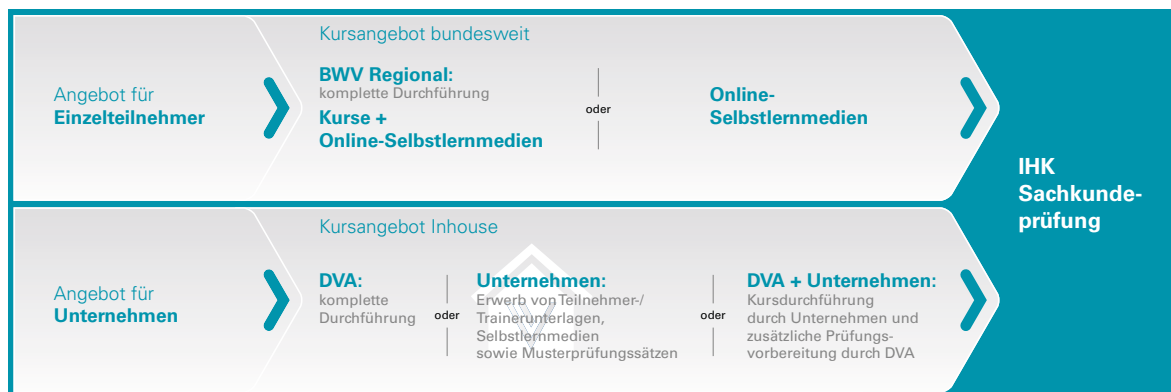 Kursangebot bundesweit
Angebot für
Einzelteilnehmer
BWV Regional:
komplette Durchführung
Kurse +
Online-Selbstlernmedien
oder
Online-
Selbstlernmedien
Kursangebot Inhouse
Angebot für
Unternehmen
DVA:
komplette
Durchführung
oder
Unternehmen:
Erwerb von Teilnehmer-/
Trainerunterlagen,
Selbstlernmedien
sowie Musterprüfungssätzen
oder
DVA + Unternehmen:
Kursdurchführung
durch Unternehmen und
zusätzliche Prüfungs-
vorbereitung durch DVA
IHK
Sachkunde-
prüfung